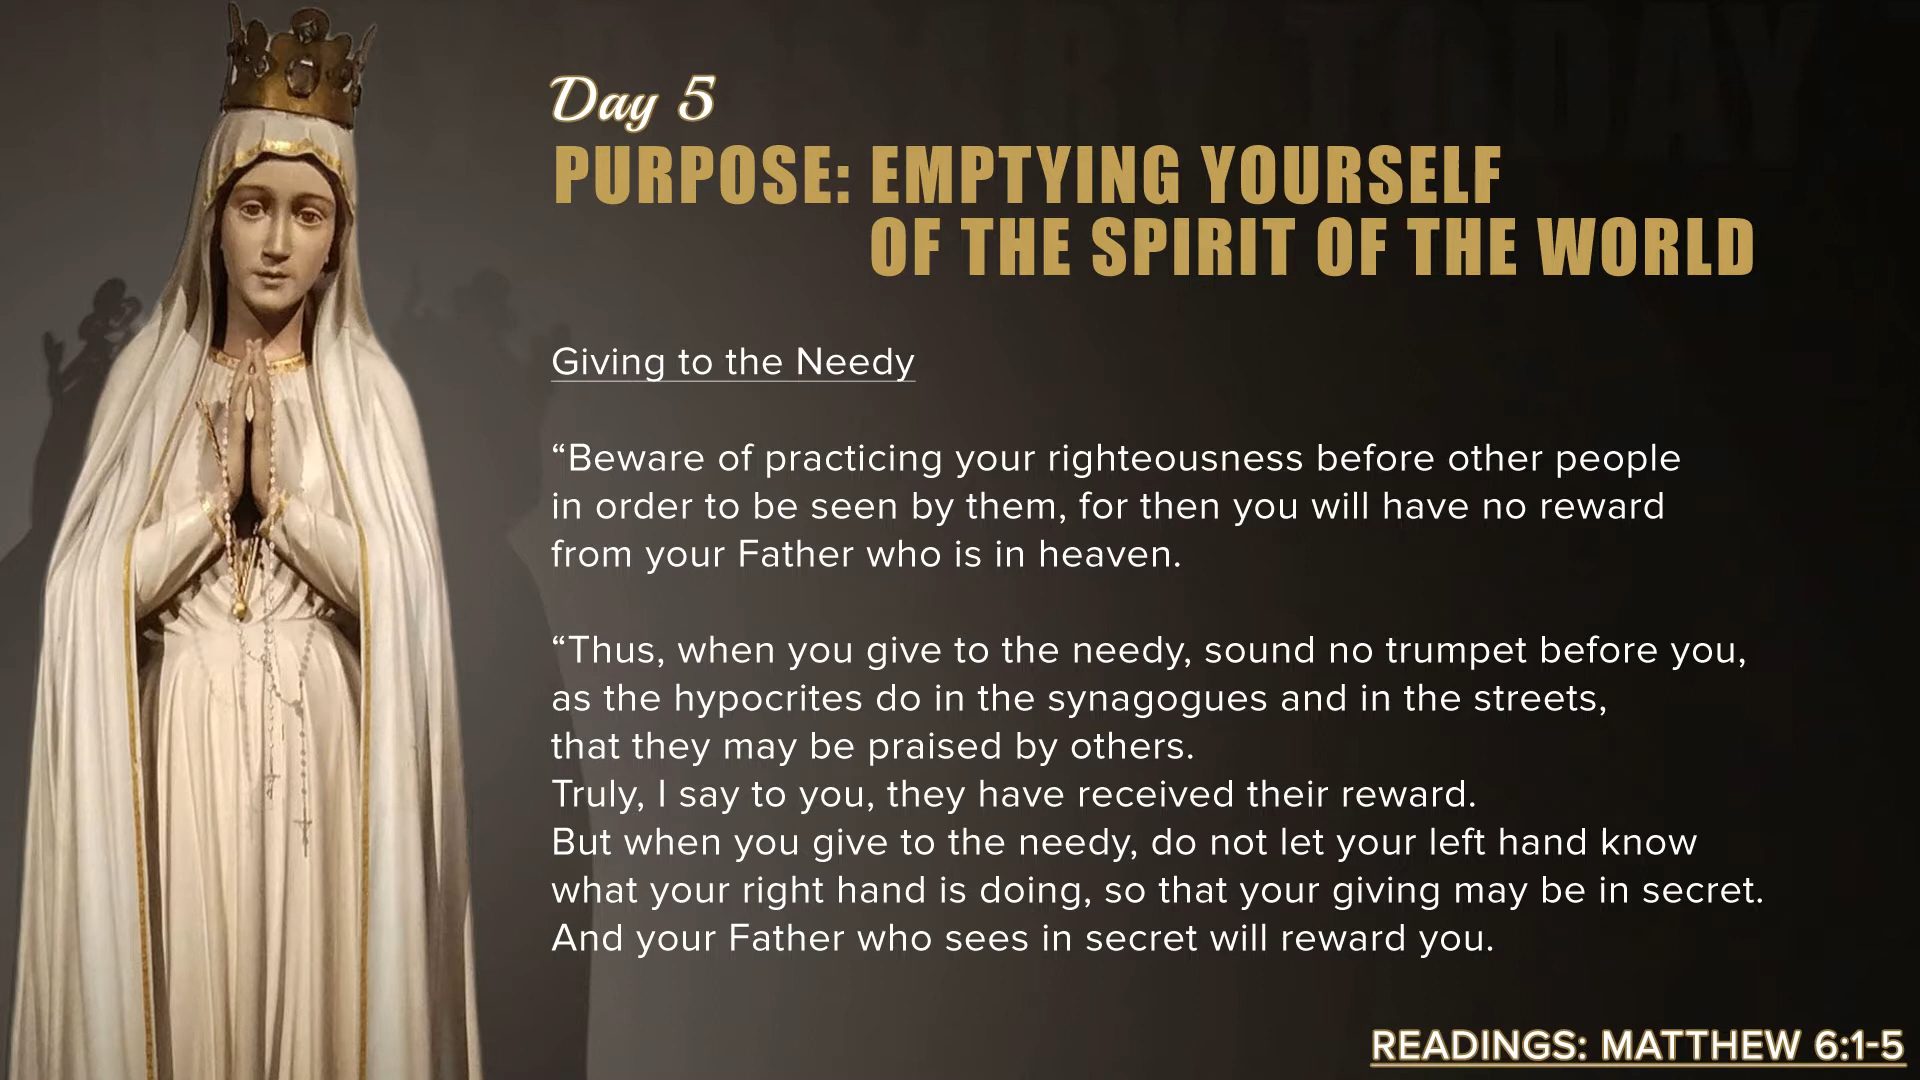 Day 5
PURPOSE: EMPTYING YOURSELF
OF THE SPIRIT OF THE WORLD
Giving to the Needy
“Beware of practicing your righteousness before other people
in order to be seen by them, for then you will have no reward
from your Father who is in heaven.
“Thus, when you give to the needy, sound no trumpet before you,
as the hypocrites do in the synagogues and in the streets,
that they may be praised by others.
Truly, I say to you, they have received their reward.
But when you give to the needy, do not let your left hand know
what your right hand is doing, so that your giving may be in secret.
And your Father who sees in secret will reward you.
READINGS: MATTHEW 6:1-5